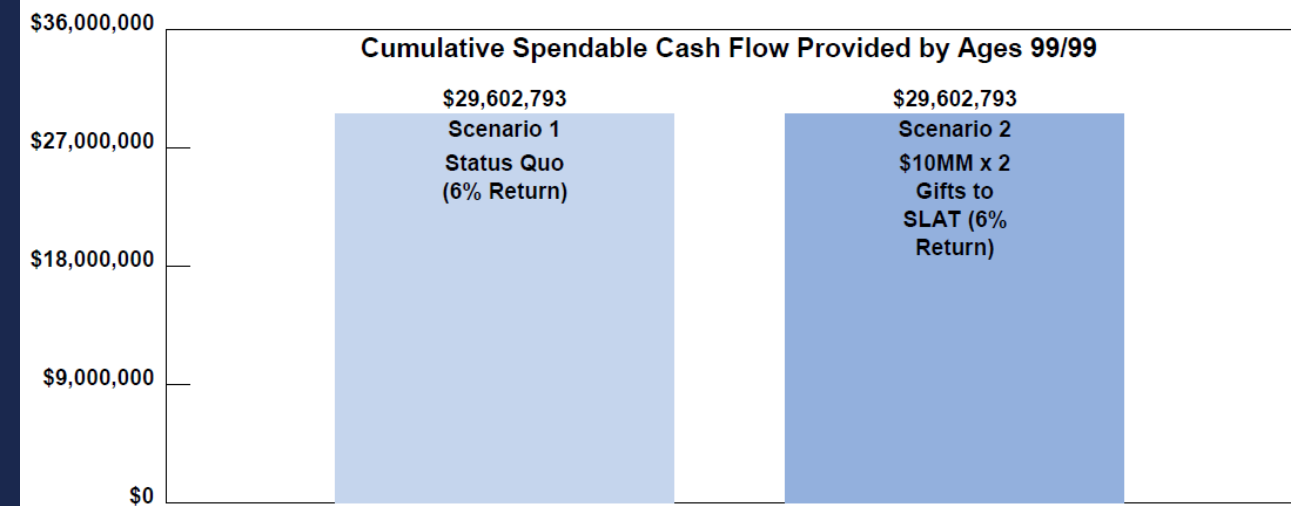 $36,000,000
Cumulative Spendable Cash Flow Provided by Ages 99/99
$29,602,793
$29,602,793
$27,000,000
Scenario 1
Status Quo
(6% Return)
Scenario 2
$10MM x 2
Gifts to
SLAT (6%
Return)
$18,000,000
$9,000,000
$0